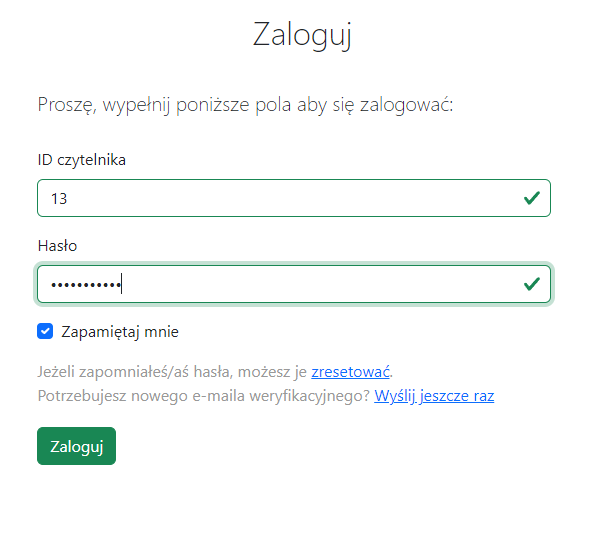 Zaloguj
Proszę, wypełnij poniższe pola aby się zalogować:
ID czytelnika
13
Hasło
•••••••••••
Zapamiętaj mnie
Jeżeli zapomniałeś/aś hasła, możesz je zresetować.
Potrzebujesz nowego e-maila weryfikacyjnego? Wyślij jeszcze raz
Zaloguj